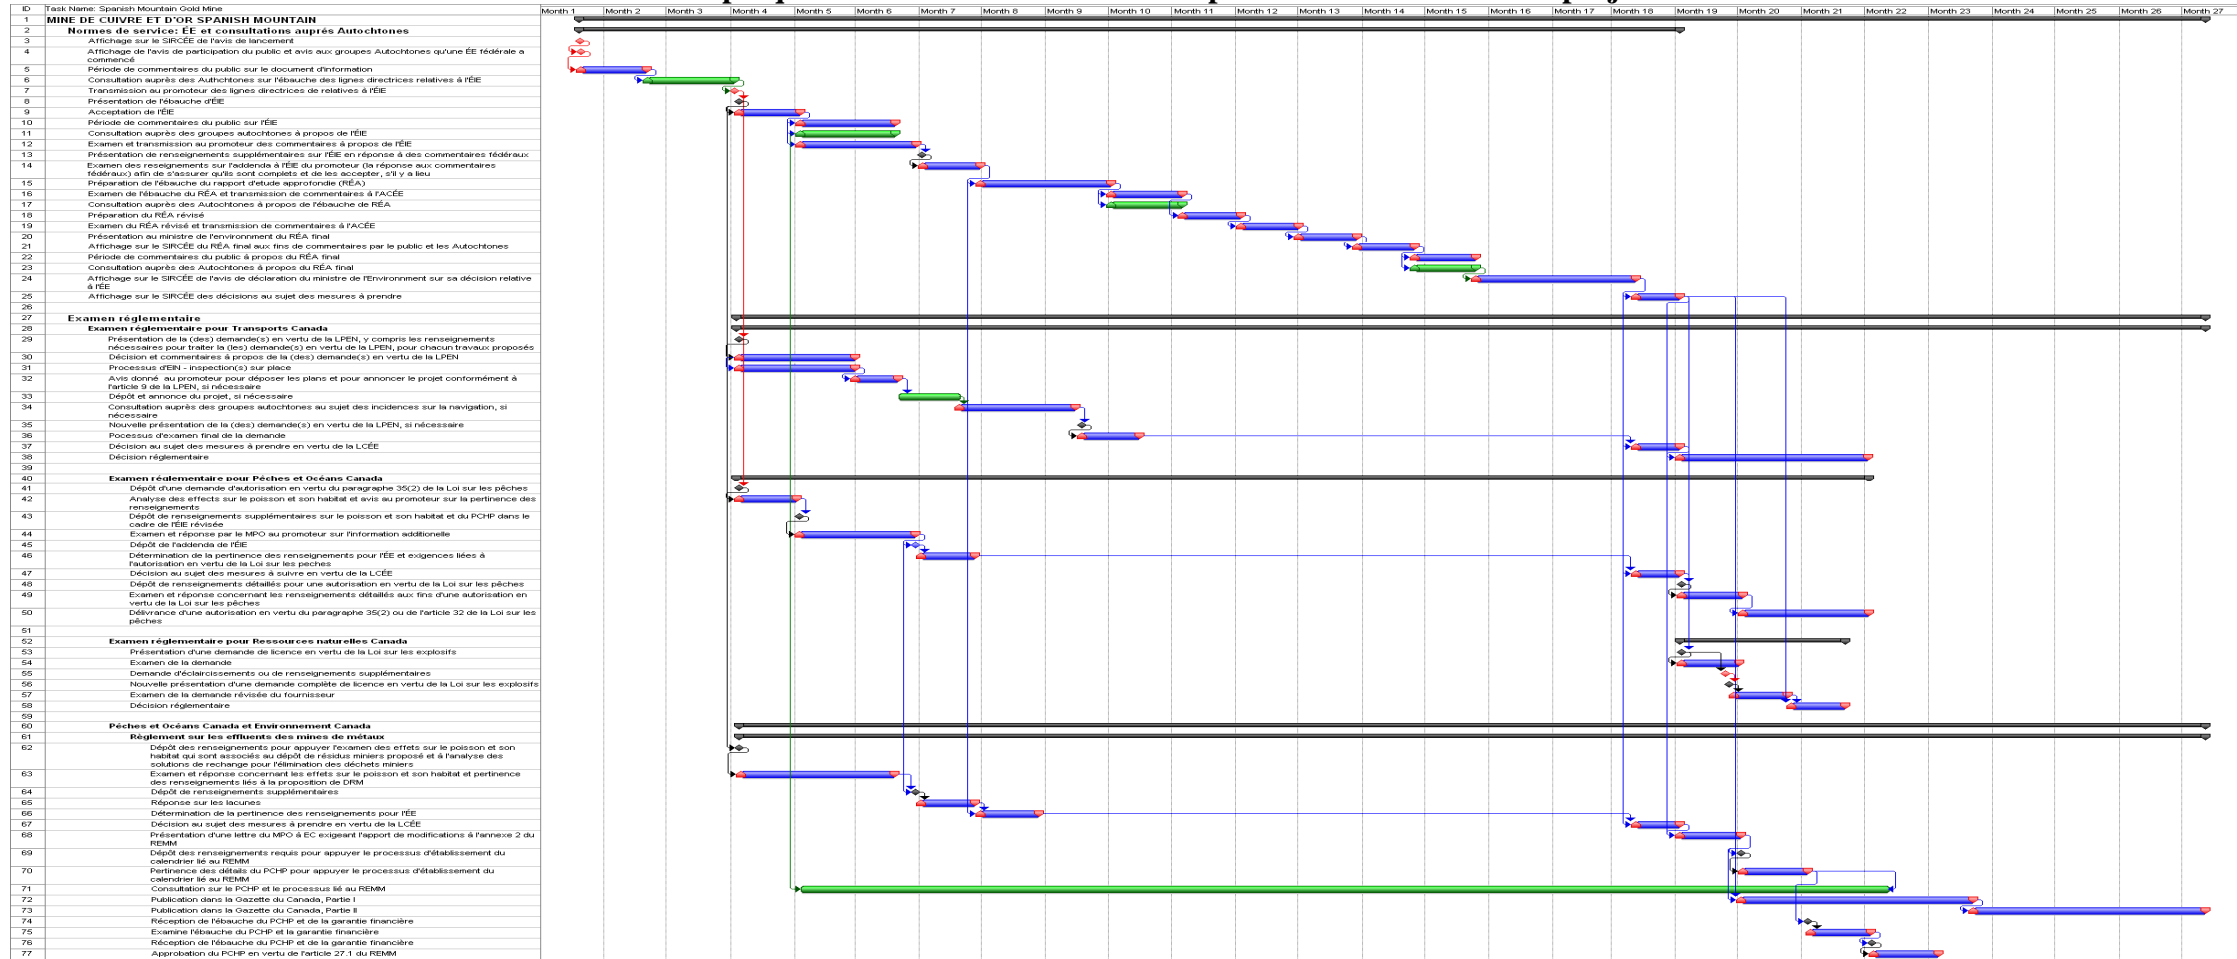 ID Task Name: Spanish Mountain Gold Mine Month 1 Month 2 Month 3 Month 4 Month 5 Month 6 Month 7 Month 8 Month 9 Month 10 Month 11 Month 12 Month 13 Month 14 Month 15 Month 16 Month 17 Month 18 Month 19 Month 20 Month 21 Month 22 Month 23 Month 24 Month 25 Month 26 Month 27
1 MINE DE CUIVRE ET D'OR SPANISH MOUNTAIN
2 Normes de service: ÉE et consultations auprés Autochtones
3 Affichage sur le SIRCÉE de l'avis de lancement
4 Affichage de l'avis de participation du public et avis aux groupes Autochtones qu'une ÉE fédérale a
commencé
5 Période de commentaires du public sur le document d'information
6 Consultation auprès des Authchtones sur l'ébauche des lignes directrices relatives á l'ÉIE
7 Transmission au promoteur des lignes directrices de relatives á l'ÉIE
8 Présentation de l'ébauche d'ÉIE
9 Acceptation de l'ÉIE
10 Période de commentaires du public sur l'ÉIE
11 Consultation auprès des groupes autochtones à propos de l'ÉIE
12 Examen et transmission au promoteur des commentaires à propos de l'ÉIE
13 Présentation de renseignements supplémentaires sur l'ÉIE en réponse à des commentaires fédéraux
14 Examen des reseignements sur l'addenda à l'ÉIE du promoteur (la réponse aux commentaires
fédéraux) afin de s'assurer qu'ils sont complets et de les accepter, s'il y a lieu
15 Préparation de l'ébauche du rapport d'etude approfondie (RÉA)
16 Examen de l'ébauche du RÉA et transmission de commentaires á l'ACÉE
17 Consultation auprès des Autochtones à propos de l'ébauche de RÉA
18 Préparation du RÉA révisé
19 Examen du RÉA révisé et transmission de commentaires á l'ACÉE
20 Présentation au ministre de l'environment du RÉA final
21 Affichage sur le SIRCÉE du RÉA final aux fins de commentaires par le public et les Autochtones
22 Période de commentaires du public à propos du RÉA final
23 Consultation auprès des Autochtones à propos du RÉA final
24 Affichage sur le SIRCÉE de l'avis de déclaration du ministre de l'Environnment sur sa décision relative
á l'ÉE
25 Affichage sur le SIRCÉE des décisions au sujet des mesures à prendre
26
27 Examen réglementaire
28 Examen réglementaire pour Transports Canada
29 Présentation de la (des) demande(s) en vertu de la LPEN, y compris les renseignements
nécessaires pour traiter la (les) demande(s) en vertu de la LPEN, pour chacun travaux proposés
30 Décision et commentaires à propos de la (des) demande(s) en vertu de la LPEN
31 Processus d'EIN - inspection(s) sur place
32 Avis donné au promoteur pour déposer les plans et pour annoncer le projet conformément à
l'article 9 de la LPEN, si nécessaire
33 Dépôt et annonce du projet, si nécessaire
34 Consultation auprès des groupes autochtones au sujet des incidences sur la navigation, si
nécessaire
35 Nouvelle présentation de la (des) demande(s) en vertu de la LPEN, si nécessaire
36 Pocessus d'examen final de la demande
37 Décision au sujet des mesures à prendre en vertu de la LCÉE
38 Décision réglementaire
39
40 Examen réglementaire pour Péches et Océans Canada
41 Dépôt d'une demande d'autorisation en vertu du paragraphe 35(2) de la Loi sur les pêches
42 Analyse des effects sur le poisson et son habitat et avis au promoteur sur la pertinence des
renseignements
43 Dépôt de renseignements supplémentaires sur le poisson et son habitat et du PCHP dans le
cadre de l'ÉIE révisée
44 Examen et réponse par le MPO au promoteur sur l'information additionelle
45 Dépôt de l'addenda de l'ÉIE
46 Détermination de la pertinence des renseignements pour l'ÉE et exigences liées à
l'autorisation en vertu de la Loi sur les peches
47 Décision au sujet des mesures à suivre en vertu de la LCÉE
48 Dépôt de renseignements détaillés pour une autorisation en vertu de la Loi sur les pêches
49 Examen et réponse concernant les renseignements détaillés aux fins d'une autorisation en
vertu de la Loi sur les pêches
50 Délivrance d'une autorisation en vertu du paragraphe 35(2) ou de l'article 32 de la Loi sur les
pêches
51
52 Examen réglementaire pour Ressources naturelles Canada
53 Présentation d'une demande de licence en vertu de la Loi sur les explosifs
54 Examen de la demande
55 Demande d'éclaircissements ou de renseignements supplémentaires
56 Nouvelle présentation d'une demande complète de licence en vertu de la Loi sur les explosifs
57 Examen de la demande révisée du fournisseur
58 Décision réglementaire
59
60 Péches et Océans Canada et Environnement Canada
61 Règlement sur les effluents des mines de métaux
62 Dépôt des renseignements pour appuyer l'examen des effets sur le poisson et son
habitat qui sont associés au dépôt de résidus miniers proposé et à l'analyse des
solutions de rechange pour l'élimination des déchets miniers
63 Examen et réponse concernant les effets sur le poisson et son habitat et pertinence
des renseignements liés à la proposition de DRM
64 Dépôt de renseignements supplémentaires
65 Réponse sur les lacunes
66 Détermination de la pertinence des renseignements pour l'ÉE
67 Décision au sujet des mesures à prendre en vertu de la LCÉE
68 Présentation d'une lettre du MPO à EC exigeant l'apport de modifications à l'annexe 2 du
REMM
69 Dépôt des renseignements requis pour appuyer le processus d'établissement du
calendrier lié au REMM
70 Pertinence des détails du PCHP pour appuyer le processus d'établissement du
calendrier lié au REMM
71 Consultation sur le PCHP et le processus lié au REMM
72 Publication dans la Gazette du Canada, Partie I
73 Publication dans la Gazette du Canada, Partie II
74 Réception de l'ébauche du PCHP et de la garantie financière
75 Examine l'ébauche du PCHP et la garantie financière
76 Réception de l'ébauche du PCHP et de la garantie financière
77 Approbation du PCHP en vertu de l'article 27.1 du REMM